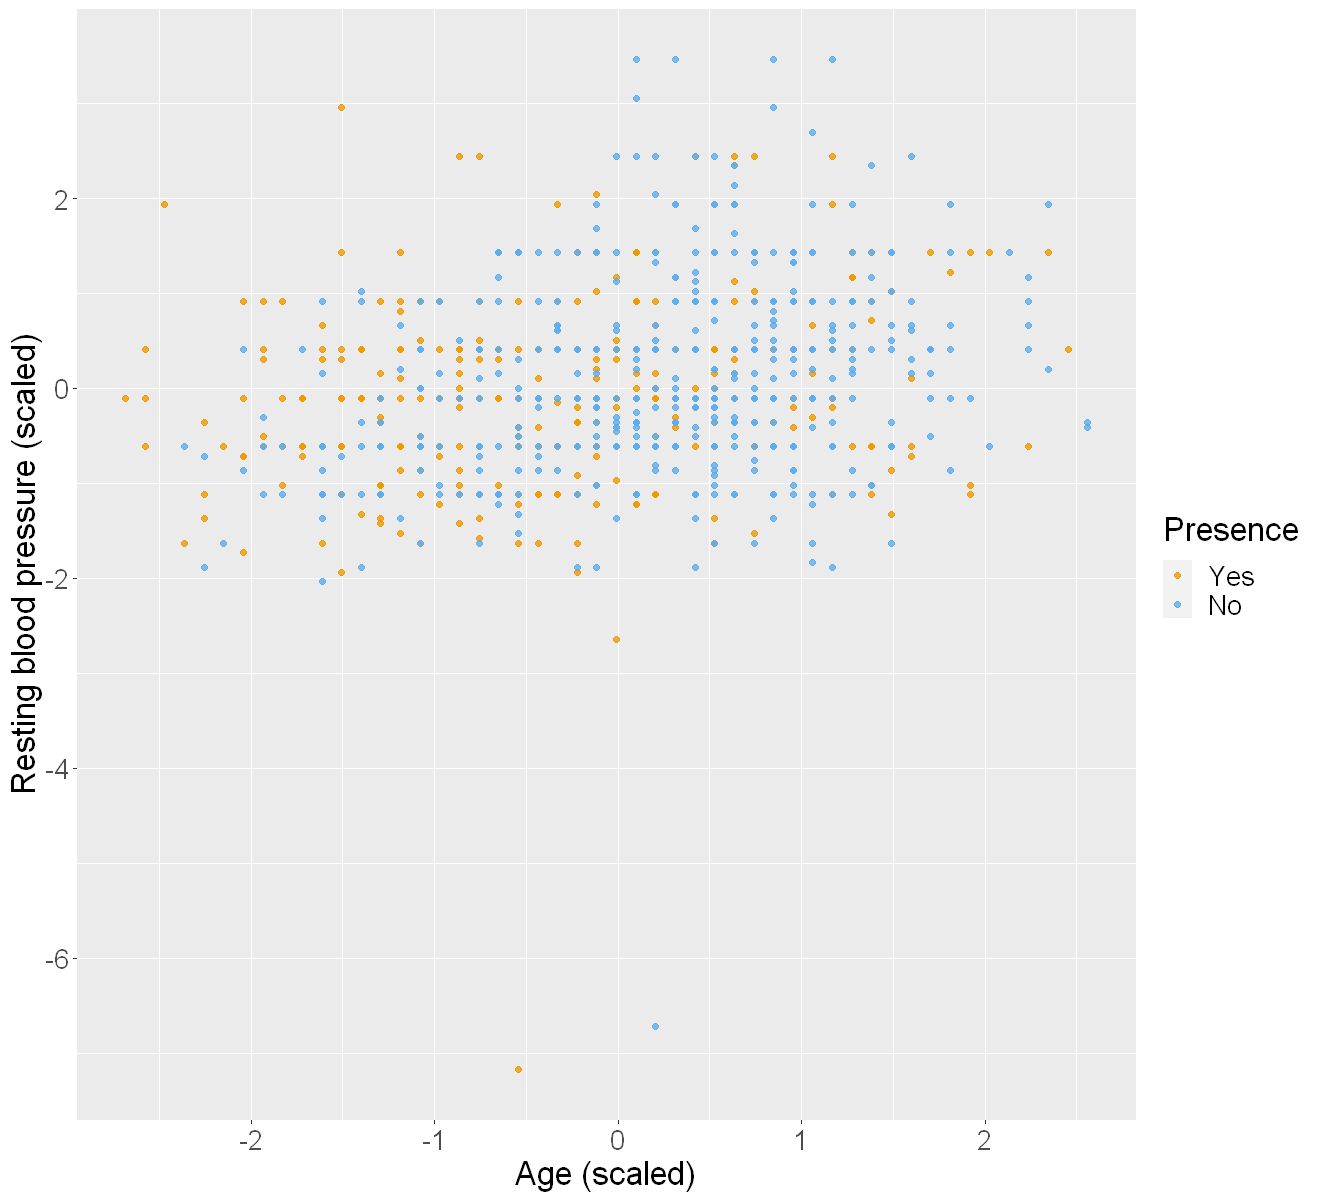 Resting blood pressure (scaled)
2
0
-2
-4
-6
-2
-1
0
1
2
Age (scaled)
Presence
Yes
No